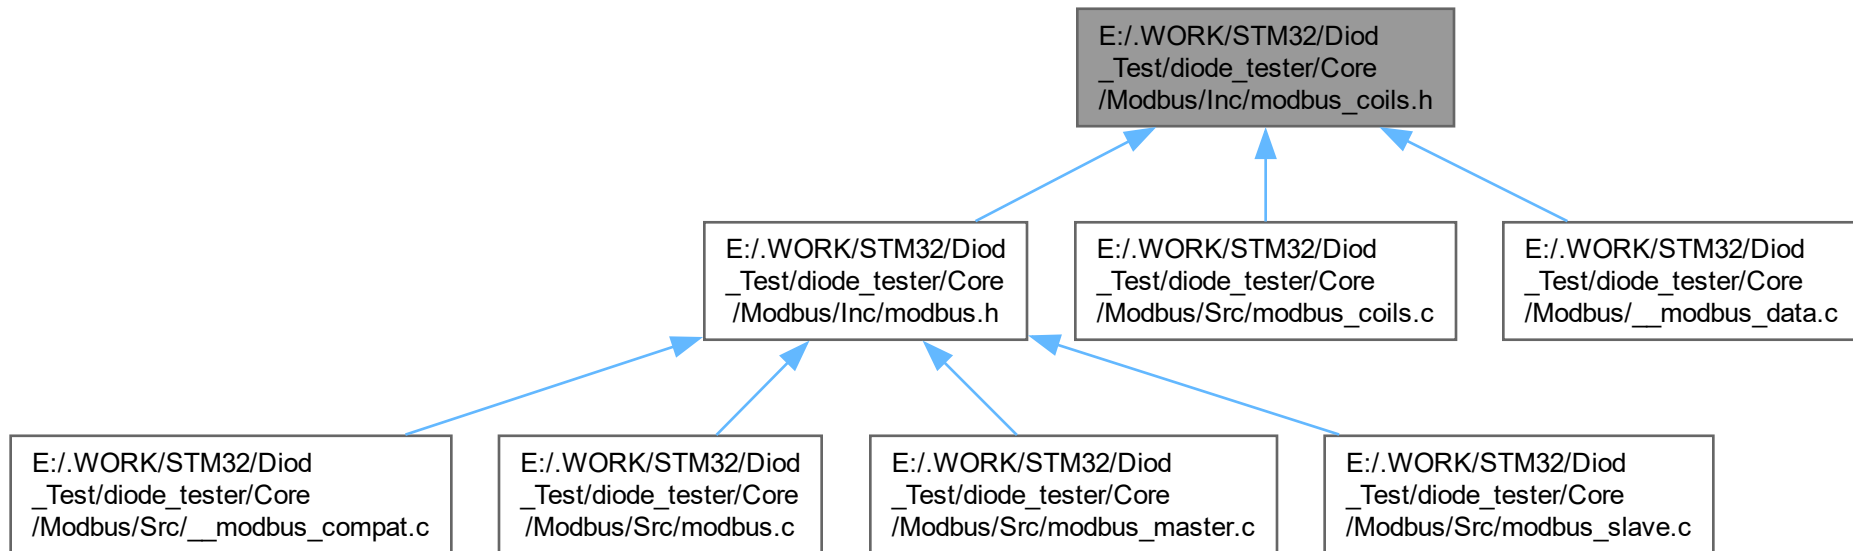 E:/.WORK/STM32/Diod
_Test/diode_tester/Core
/Modbus/Inc/modbus_coils.h
E:/.WORK/STM32/Diod
_Test/diode_tester/Core
/Modbus/Inc/modbus.h
E:/.WORK/STM32/Diod
_Test/diode_tester/Core
/Modbus/Src/modbus_coils.c
E:/.WORK/STM32/Diod
_Test/diode_tester/Core
/Modbus/__modbus_data.c
E:/.WORK/STM32/Diod
_Test/diode_tester/Core
/Modbus/Src/__modbus_compat.c
E:/.WORK/STM32/Diod
_Test/diode_tester/Core
/Modbus/Src/modbus.c
E:/.WORK/STM32/Diod
_Test/diode_tester/Core
/Modbus/Src/modbus_master.c
E:/.WORK/STM32/Diod
_Test/diode_tester/Core
/Modbus/Src/modbus_slave.c